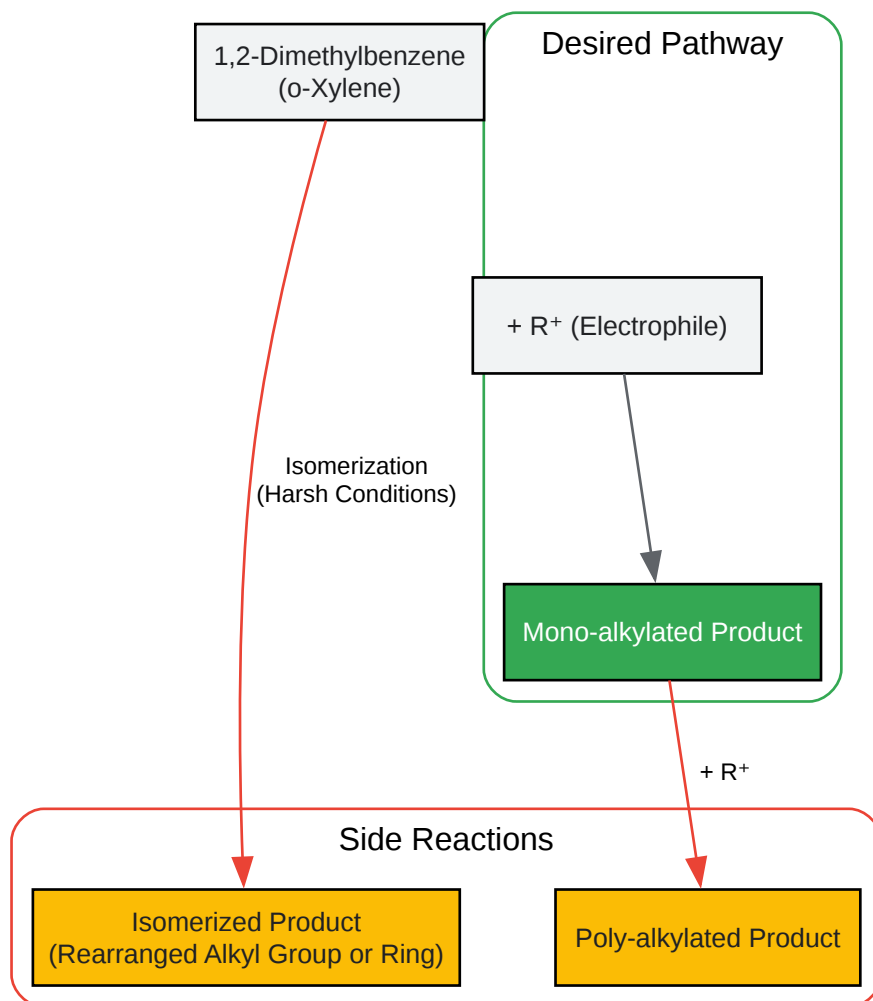 1,2-Dimethylbenzene
(o-Xylene)
Desired Pathway
+ R⁺ (Electrophile)
Isomerization
(Harsh Conditions)
Mono-alkylated Product
+ R⁺
Side Reactions
Isomerized Product
(Rearranged Alkyl Group or Ring)
Poly-alkylated Product